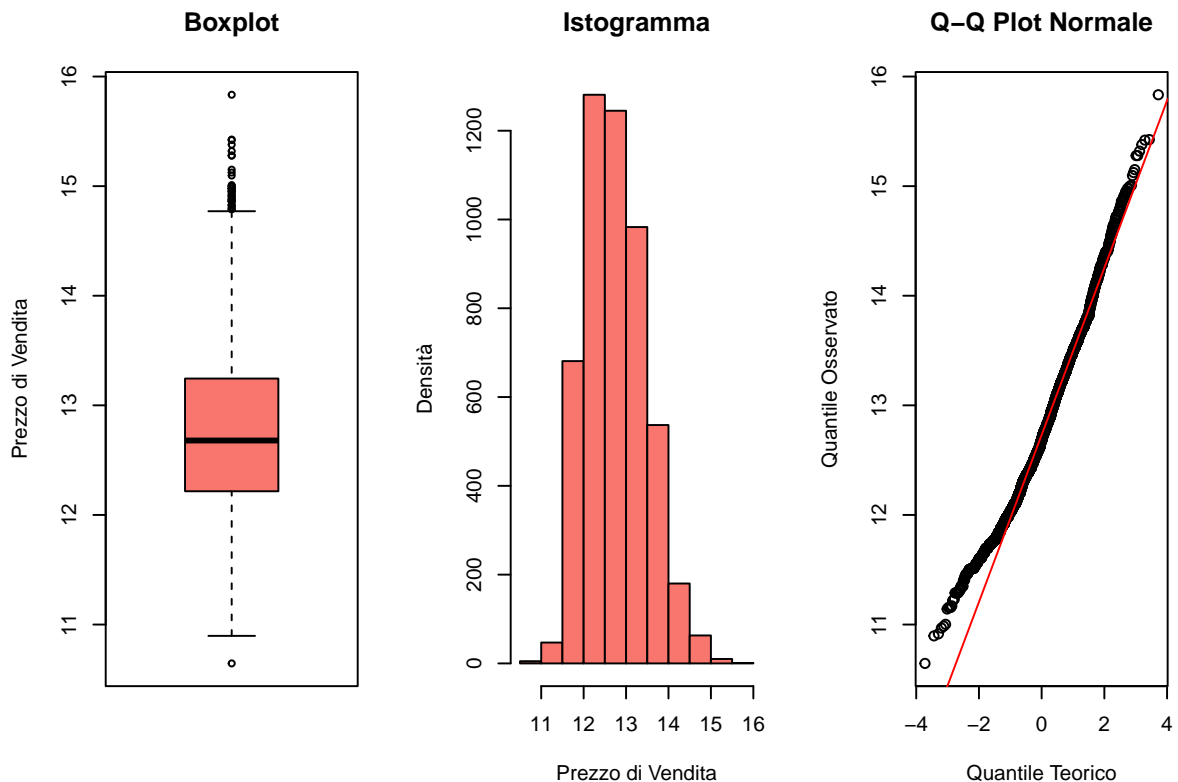 Boxplot
Prezzo di Vendita
16
15
14
13
12
11
Istogramma
Densità
1200
1000
800
600
400
200
0
11 12 13 14 15 16
Prezzo di Vendita
Q−Q Plot Normale
Quantile Osservato
16
15
14
13
12
11
−4 −2 0 2 4
Quantile Teorico